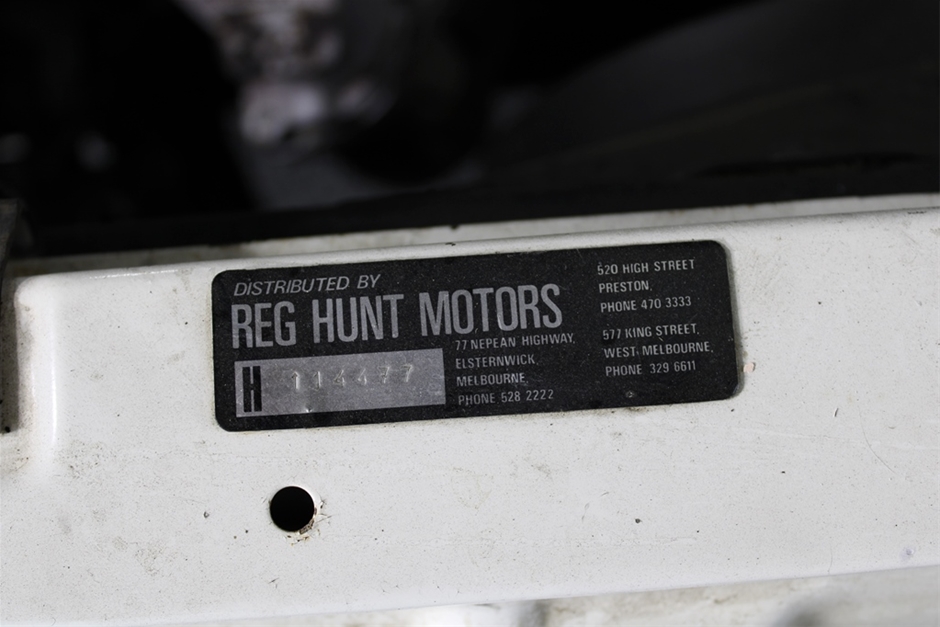 DISTRIBUTED BY
REG HUNT MOTORS
H 114477
77 NEPEAN HIGHWAY,
ELSTERNWICK,
MELBOURNE,
PHONE 528 2222
520 HIGH STREET
PRESTON,
PHONE 470 3333
577 KING STREET,
WEST MELBOURNE,
PHONE 329 6611